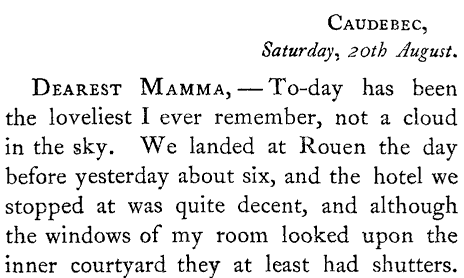 CAUDEBEC,
Saturday, 20th August.
DEAREST MAMMA,—To-day has been
the loveliest I ever remember, not a cloud
in the sky. We landed at Rouen the day
before yesterday about six, and the hotel we
stopped at was quite decent, and although
the windows of my room looked upon the
inner courtyard they at least had shutters.